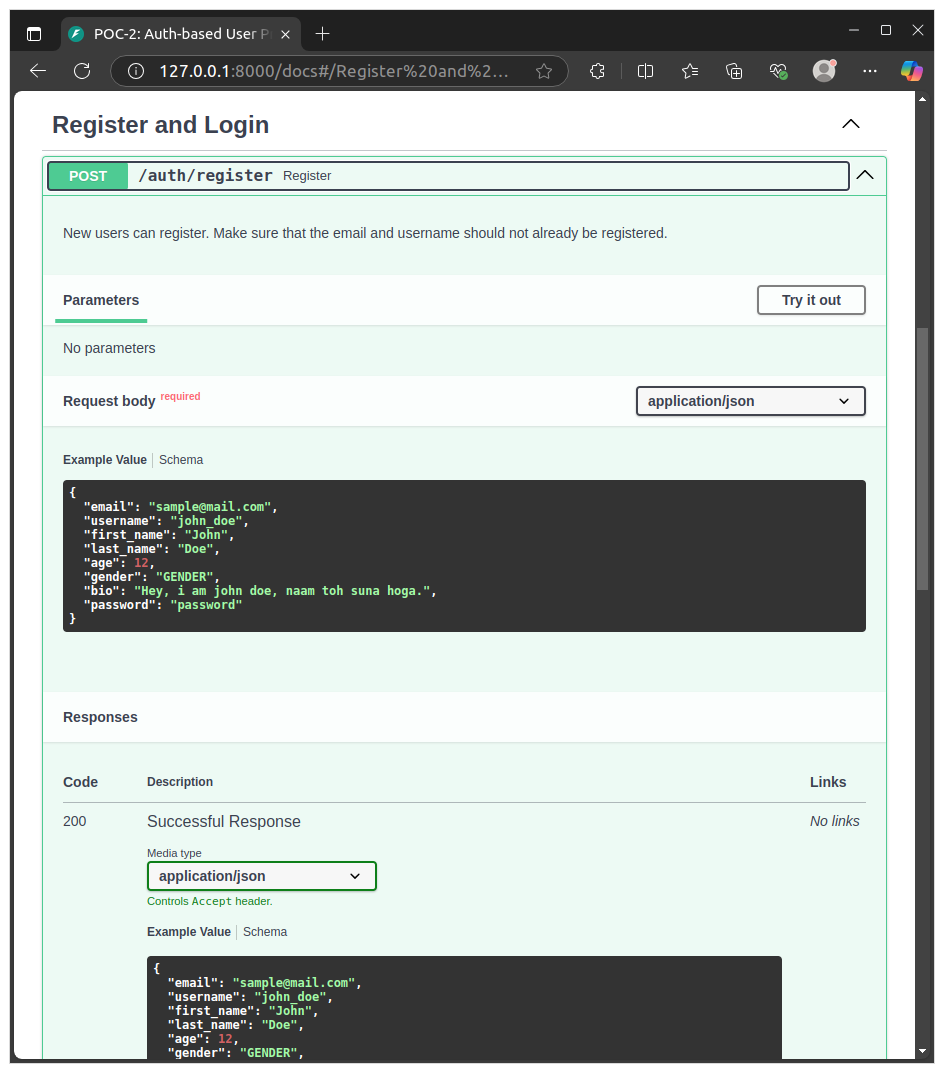 POC-2: Auth-based User P
127.0.0.1:8000/docs#/Register%20and%2...
Register and Login
POST /auth/register Register
New users can register. Make sure that the email and username should not already be registered.
Parameters
Try it out
No parameters
Request body required
application/json
Example Value Schema
{
"email": "sample@mail.com",
"username": "john_doe",
"first_name": "John",
"last_name": "Doe",
"age": 12,
"gender": "GENDER",
"bio": "Hey, i am john doe, naam toh suna hoga.",
"password": "password"
}
Responses
Code Description Links
200 Successful Response No links
Media type
application/json
Controls Accept header.
Example Value Schema
{
"email": "sample@mail.com",
"username": "john_doe",
"first_name": "John",
"last_name": "Doe",
"age": 12,
"gender": "GENDER",